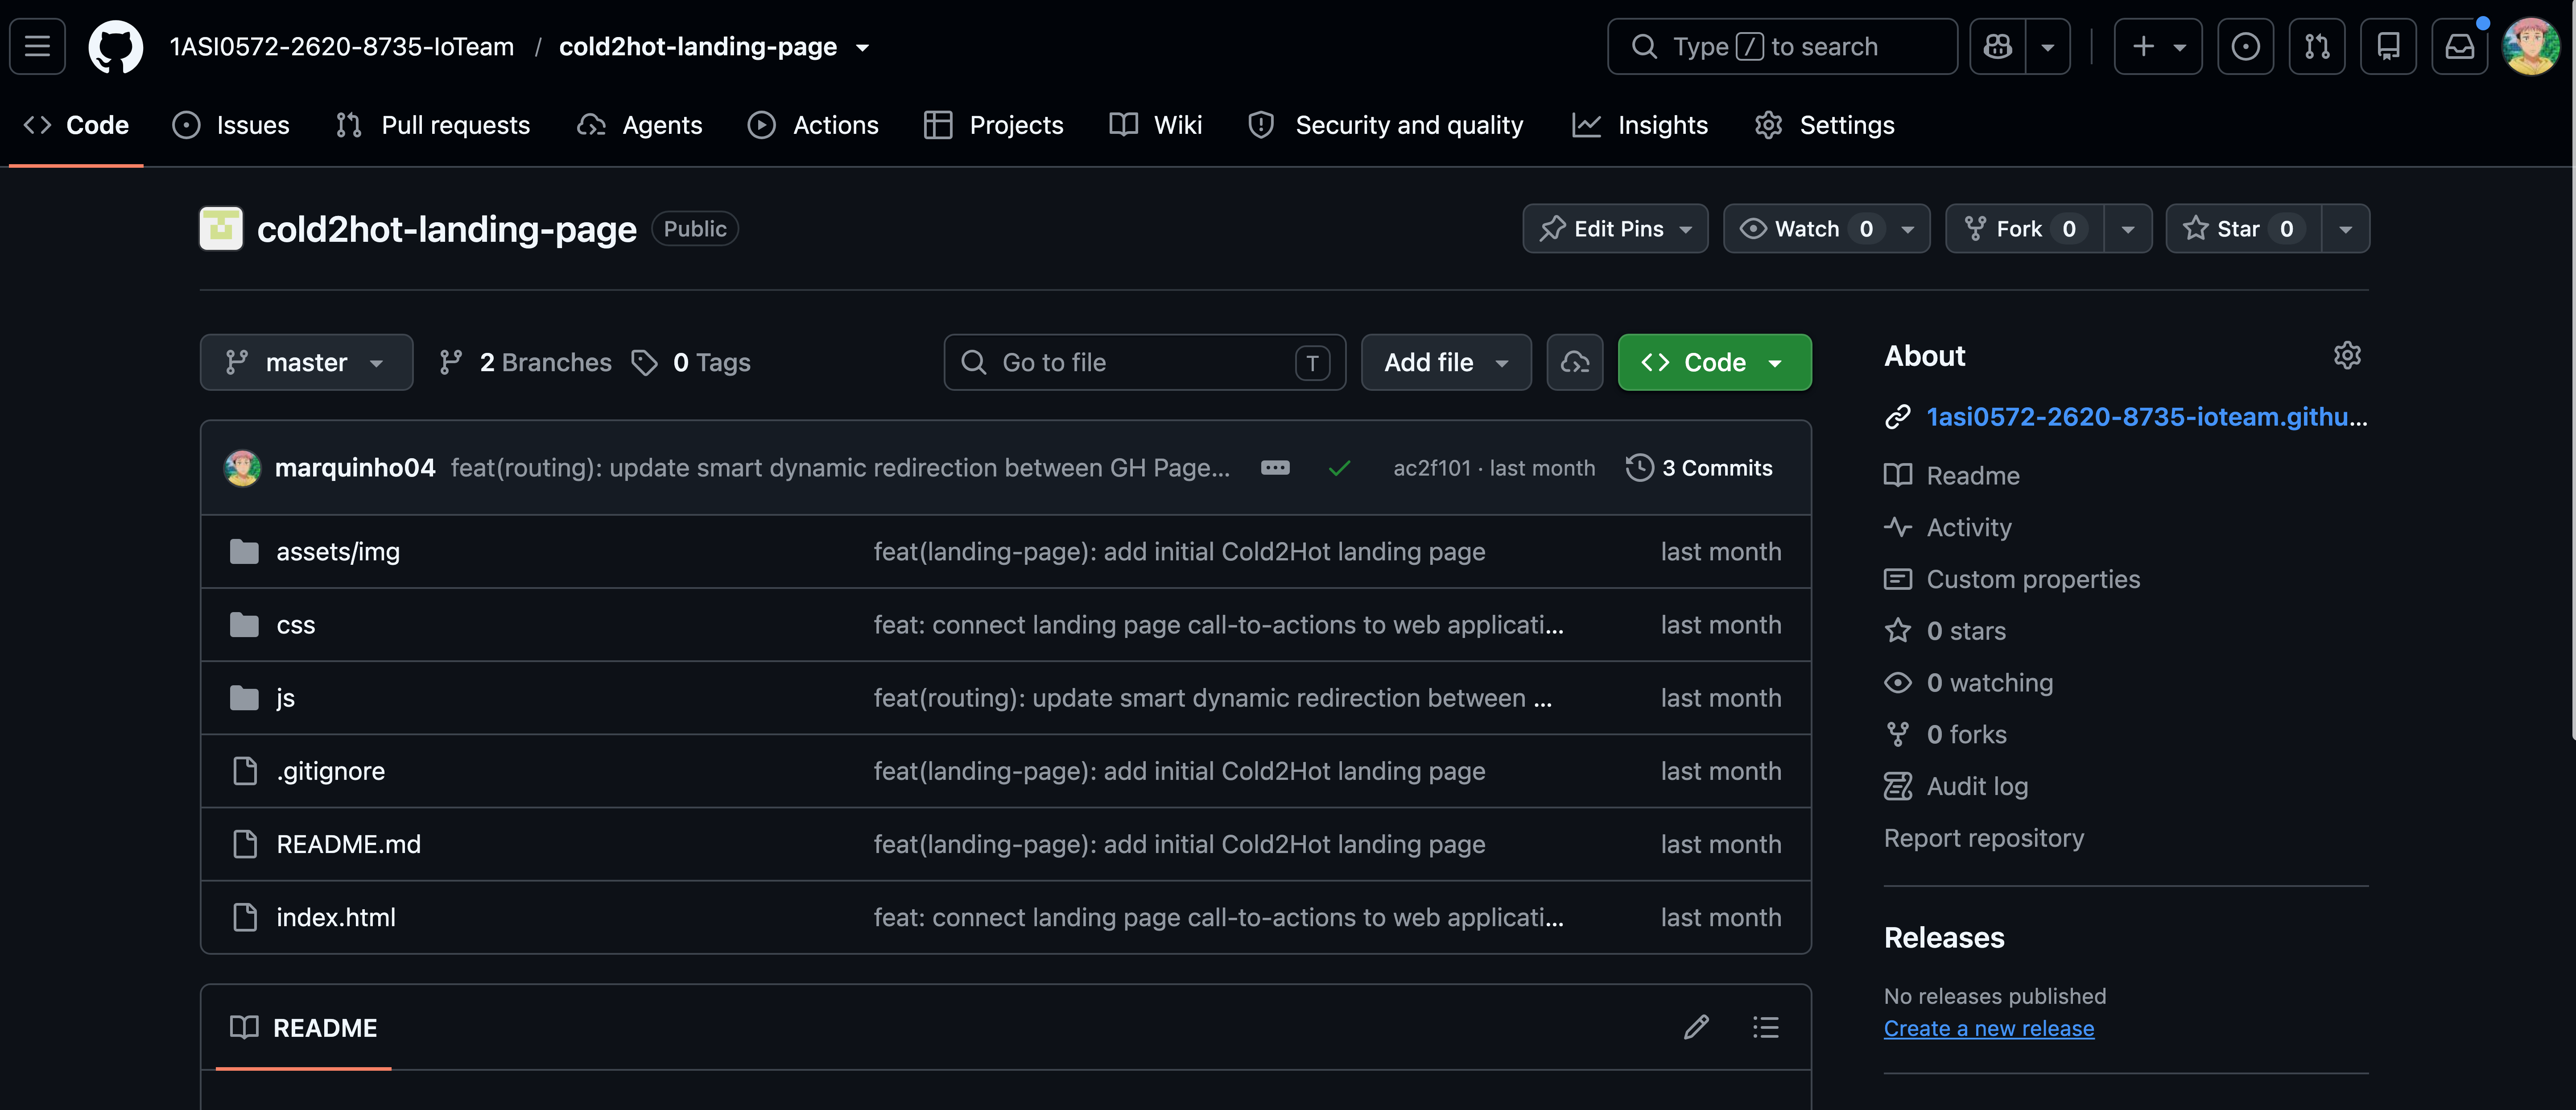 1ASI0572-2620-8735-IoTeam / cold2hot-landing-page
Type / to search
Code Issues Pull requests Agents Actions Projects Wiki Security and quality Insights Settings
cold2hot-landing-page Public
Edit Pins Watch 0 Fork 0 Star 0
master 2 Branches 0 Tags Go to file T Add file Code
marquinho04 feat(routing): update smart dynamic redirection between GH Page... ac2f101 · last month 3 Commits
assets/img feat(landing-page): add initial Cold2Hot landing page last month
css feat: connect landing page call-to-actions to web applicati... last month
js feat(routing): update smart dynamic redirection between ... last month
.gitignore feat(landing-page): add initial Cold2Hot landing page last month
README.md feat(landing-page): add initial Cold2Hot landing page last month
index.html feat: connect landing page call-to-actions to web applicati... last month
README
About
1asi0572-2620-8735-ioteam.githu...
Readme
Activity
Custom properties
0 stars
0 watching
0 forks
Audit log
Report repository
Releases
No releases published
Create a new release